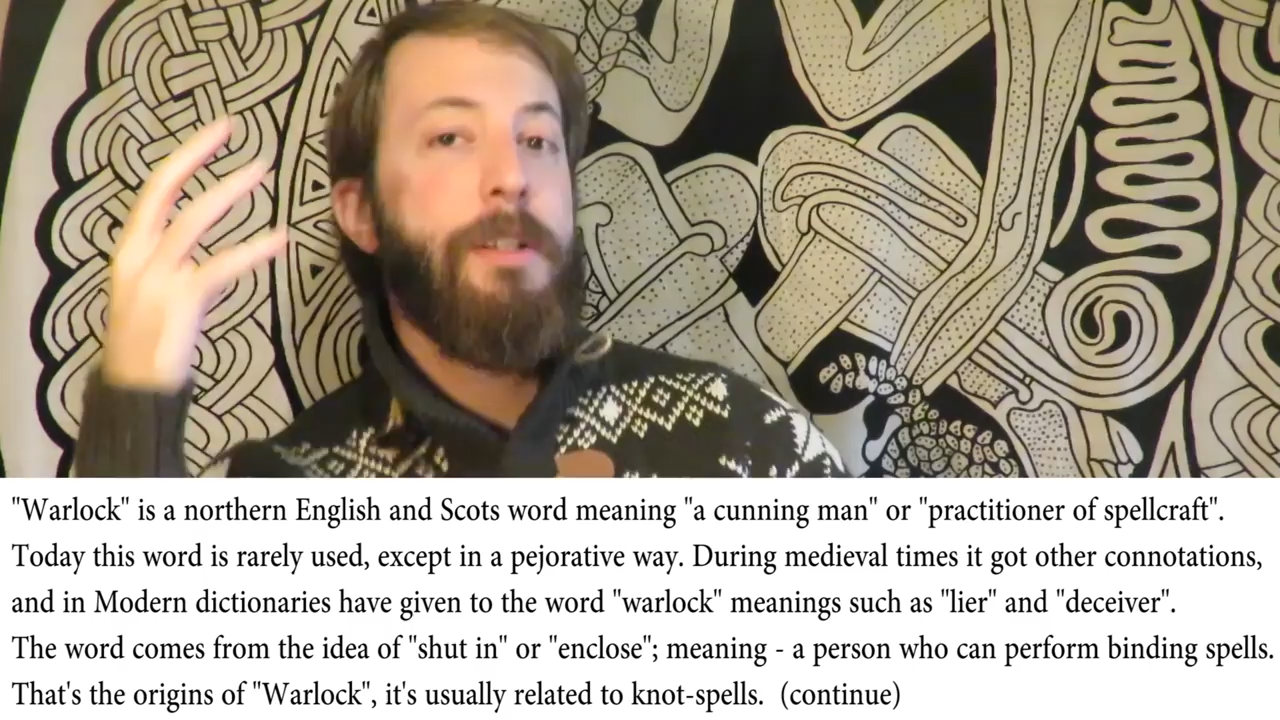 "Warlock" is a northern English and Scots word meaning "a cunning man" or "practitioner of spellcraft".
Today this word is rarely used, except in a pejorative way. During medieval times it got other connotations,
and in Modern dictionaries have given to the word "warlock" meanings such as "lier" and "deceiver".
The word comes from the idea of "shut in" or "enclose"; meaning - a person who can perform binding spells.
That's the origins of "Warlock", it's usually related to knot-spells. (continue)